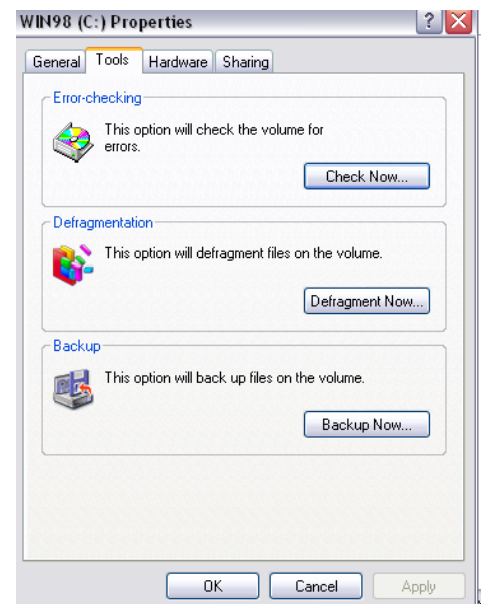 WIN98 (C:) Properties
General Tools Hardware Sharing
Error-checking
This option will check the volume for
errors.
Check Now...
Defragmentation
This option will defragment files on the volume.
Defragment Now...
Backup
This option will back up files on the volume.
Backup Now...
OK Cancel Apply